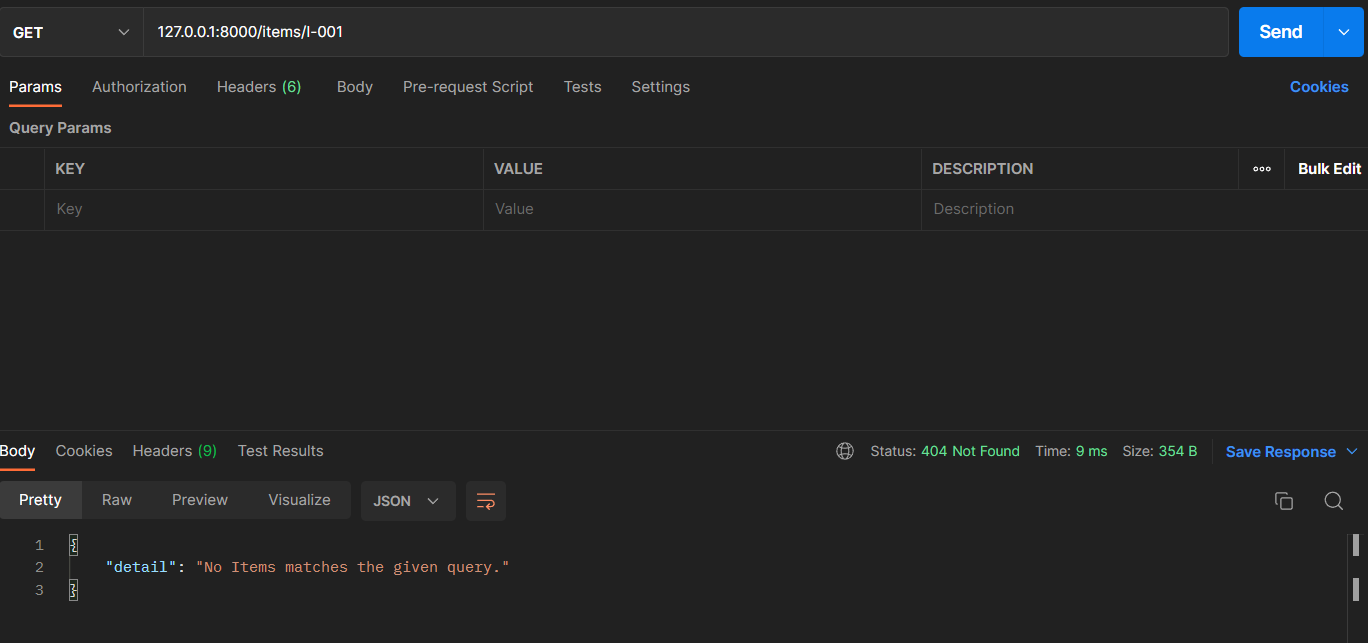 GET 127.0.0.1:8000/items/I-001 Send
Params Authorization Headers (6) Body Pre-request Script Tests Settings Cookies
Query Params
KEY VALUE DESCRIPTION Bulk Edit
Key Value Description
Body Cookies Headers (9) Test Results Status: 404 Not Found Time: 9 ms Size: 354 B Save Response
Pretty Raw Preview Visualize JSON
1 {
2 "detail": "No Items matches the given query."
3 }